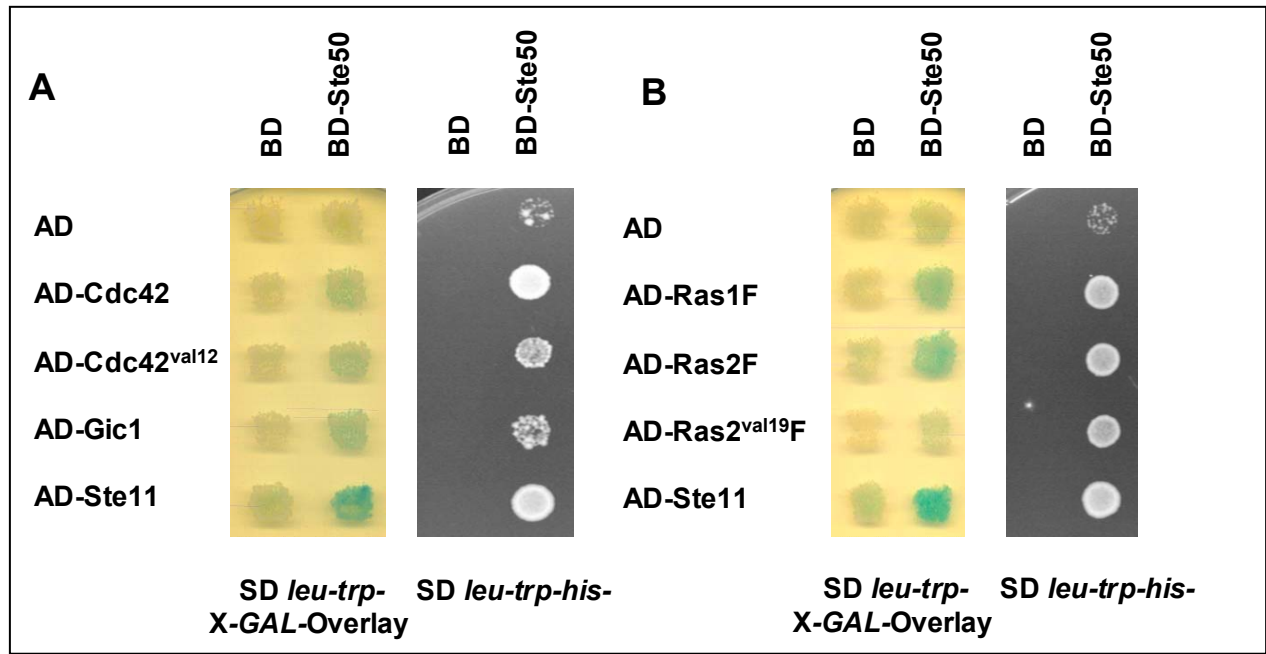 A
BD
BD-Ste50
BD
BD-Ste50
B
BD
BD-Ste50
BD
BD-Ste50
AD
AD-Cdc42
AD-Cdc42val12
AD-Gic1
AD-Ste11
AD
AD-Ras1F
AD-Ras2F
AD-Ras2val19F
AD-Ste11
SD leu-trp-
X-GAL-Overlay
SD leu-trp-his-
SD leu-trp-
X-GAL-Overlay
SD leu-trp-his-